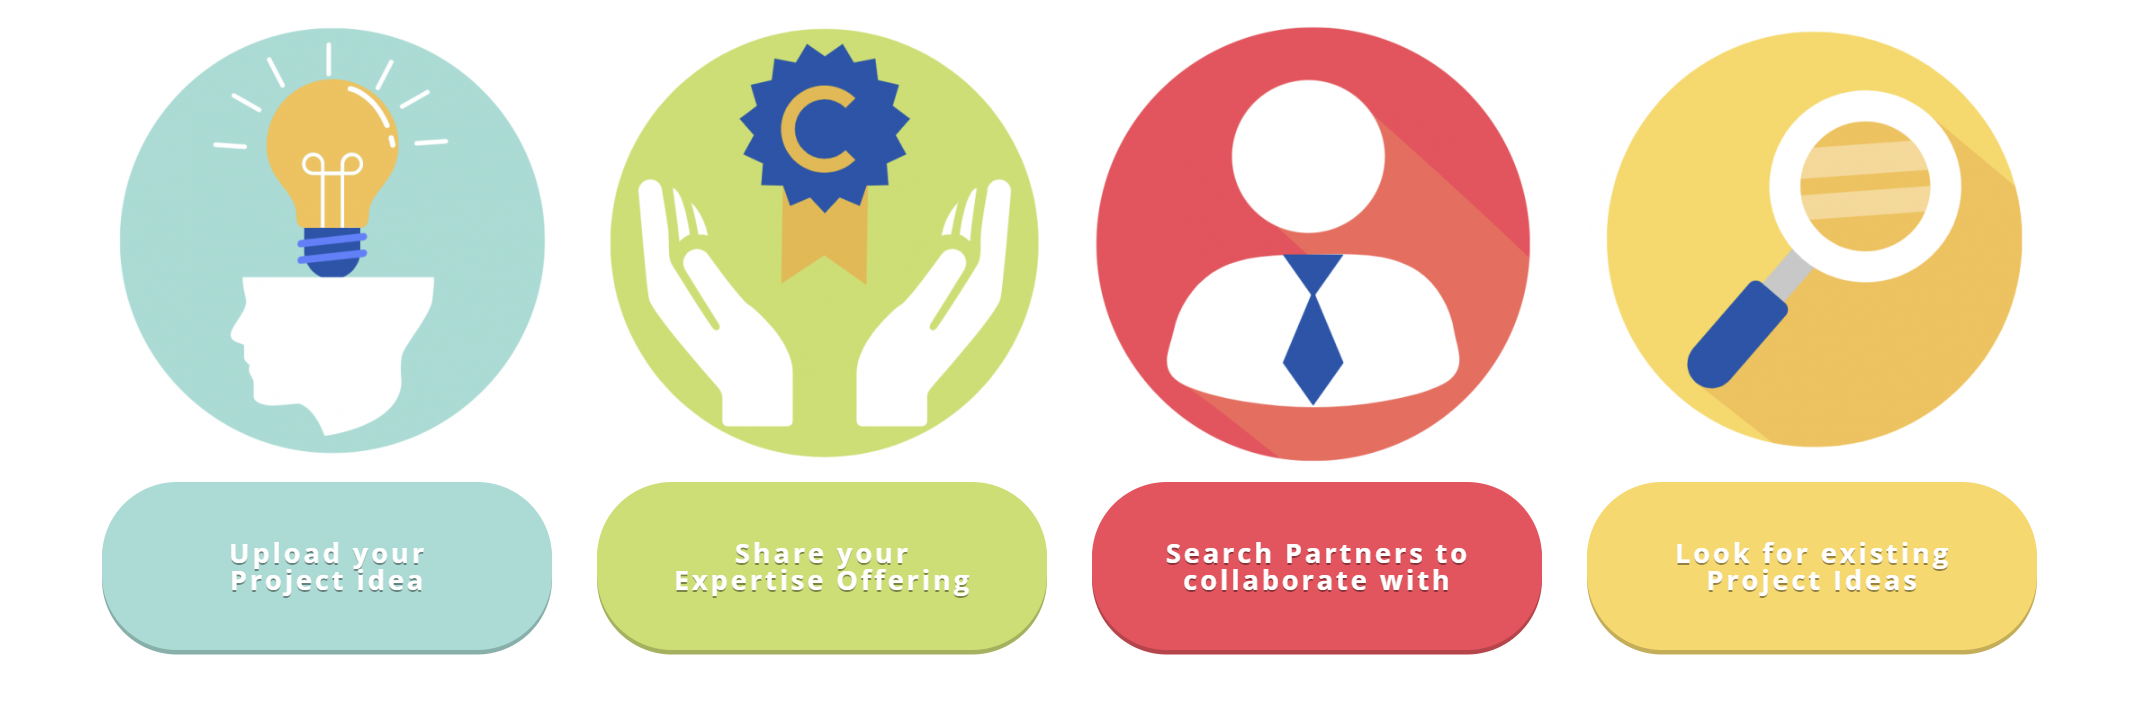 C
Upload your
Project idea
Share your
Expertise Offering
Search Partners to
collaborate with
Look for existing
Project Ideas